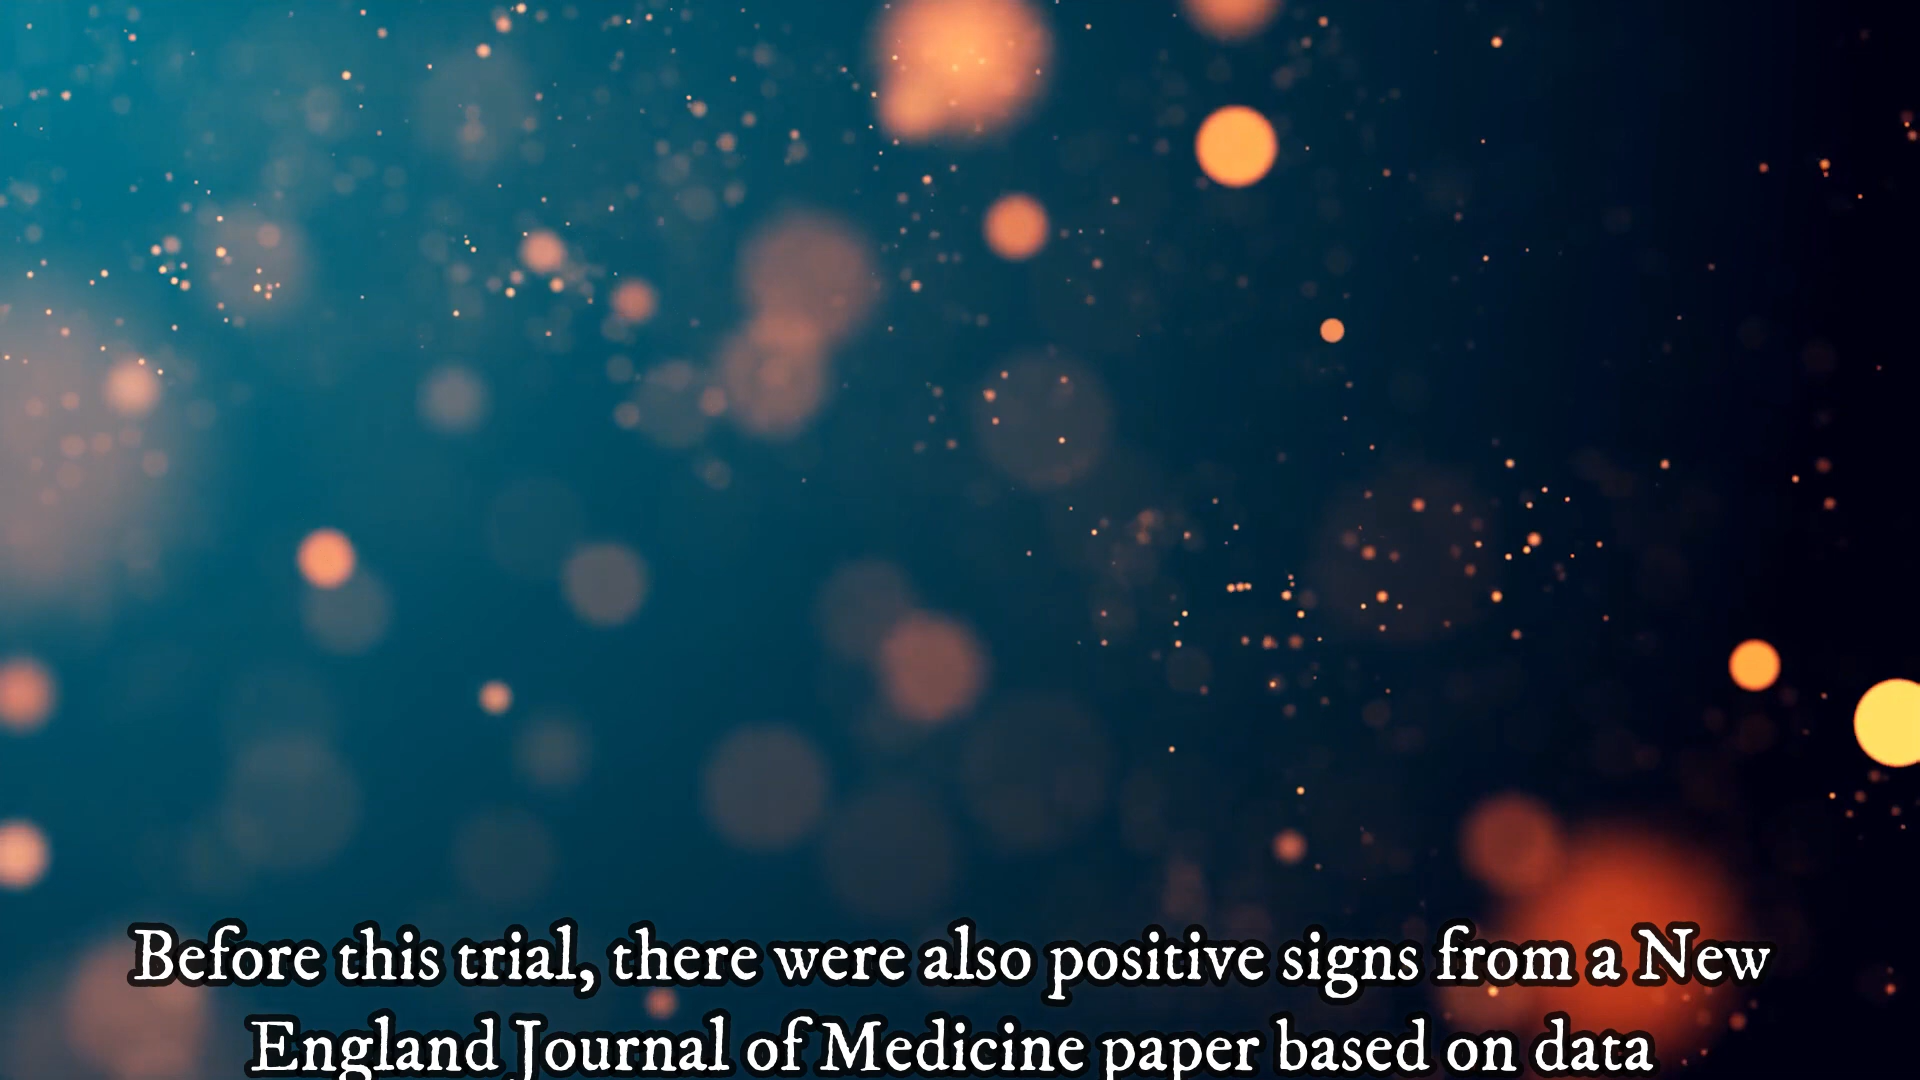 Before this trial, there were also positive signs from a New
England Journal of Medicine paper based on data